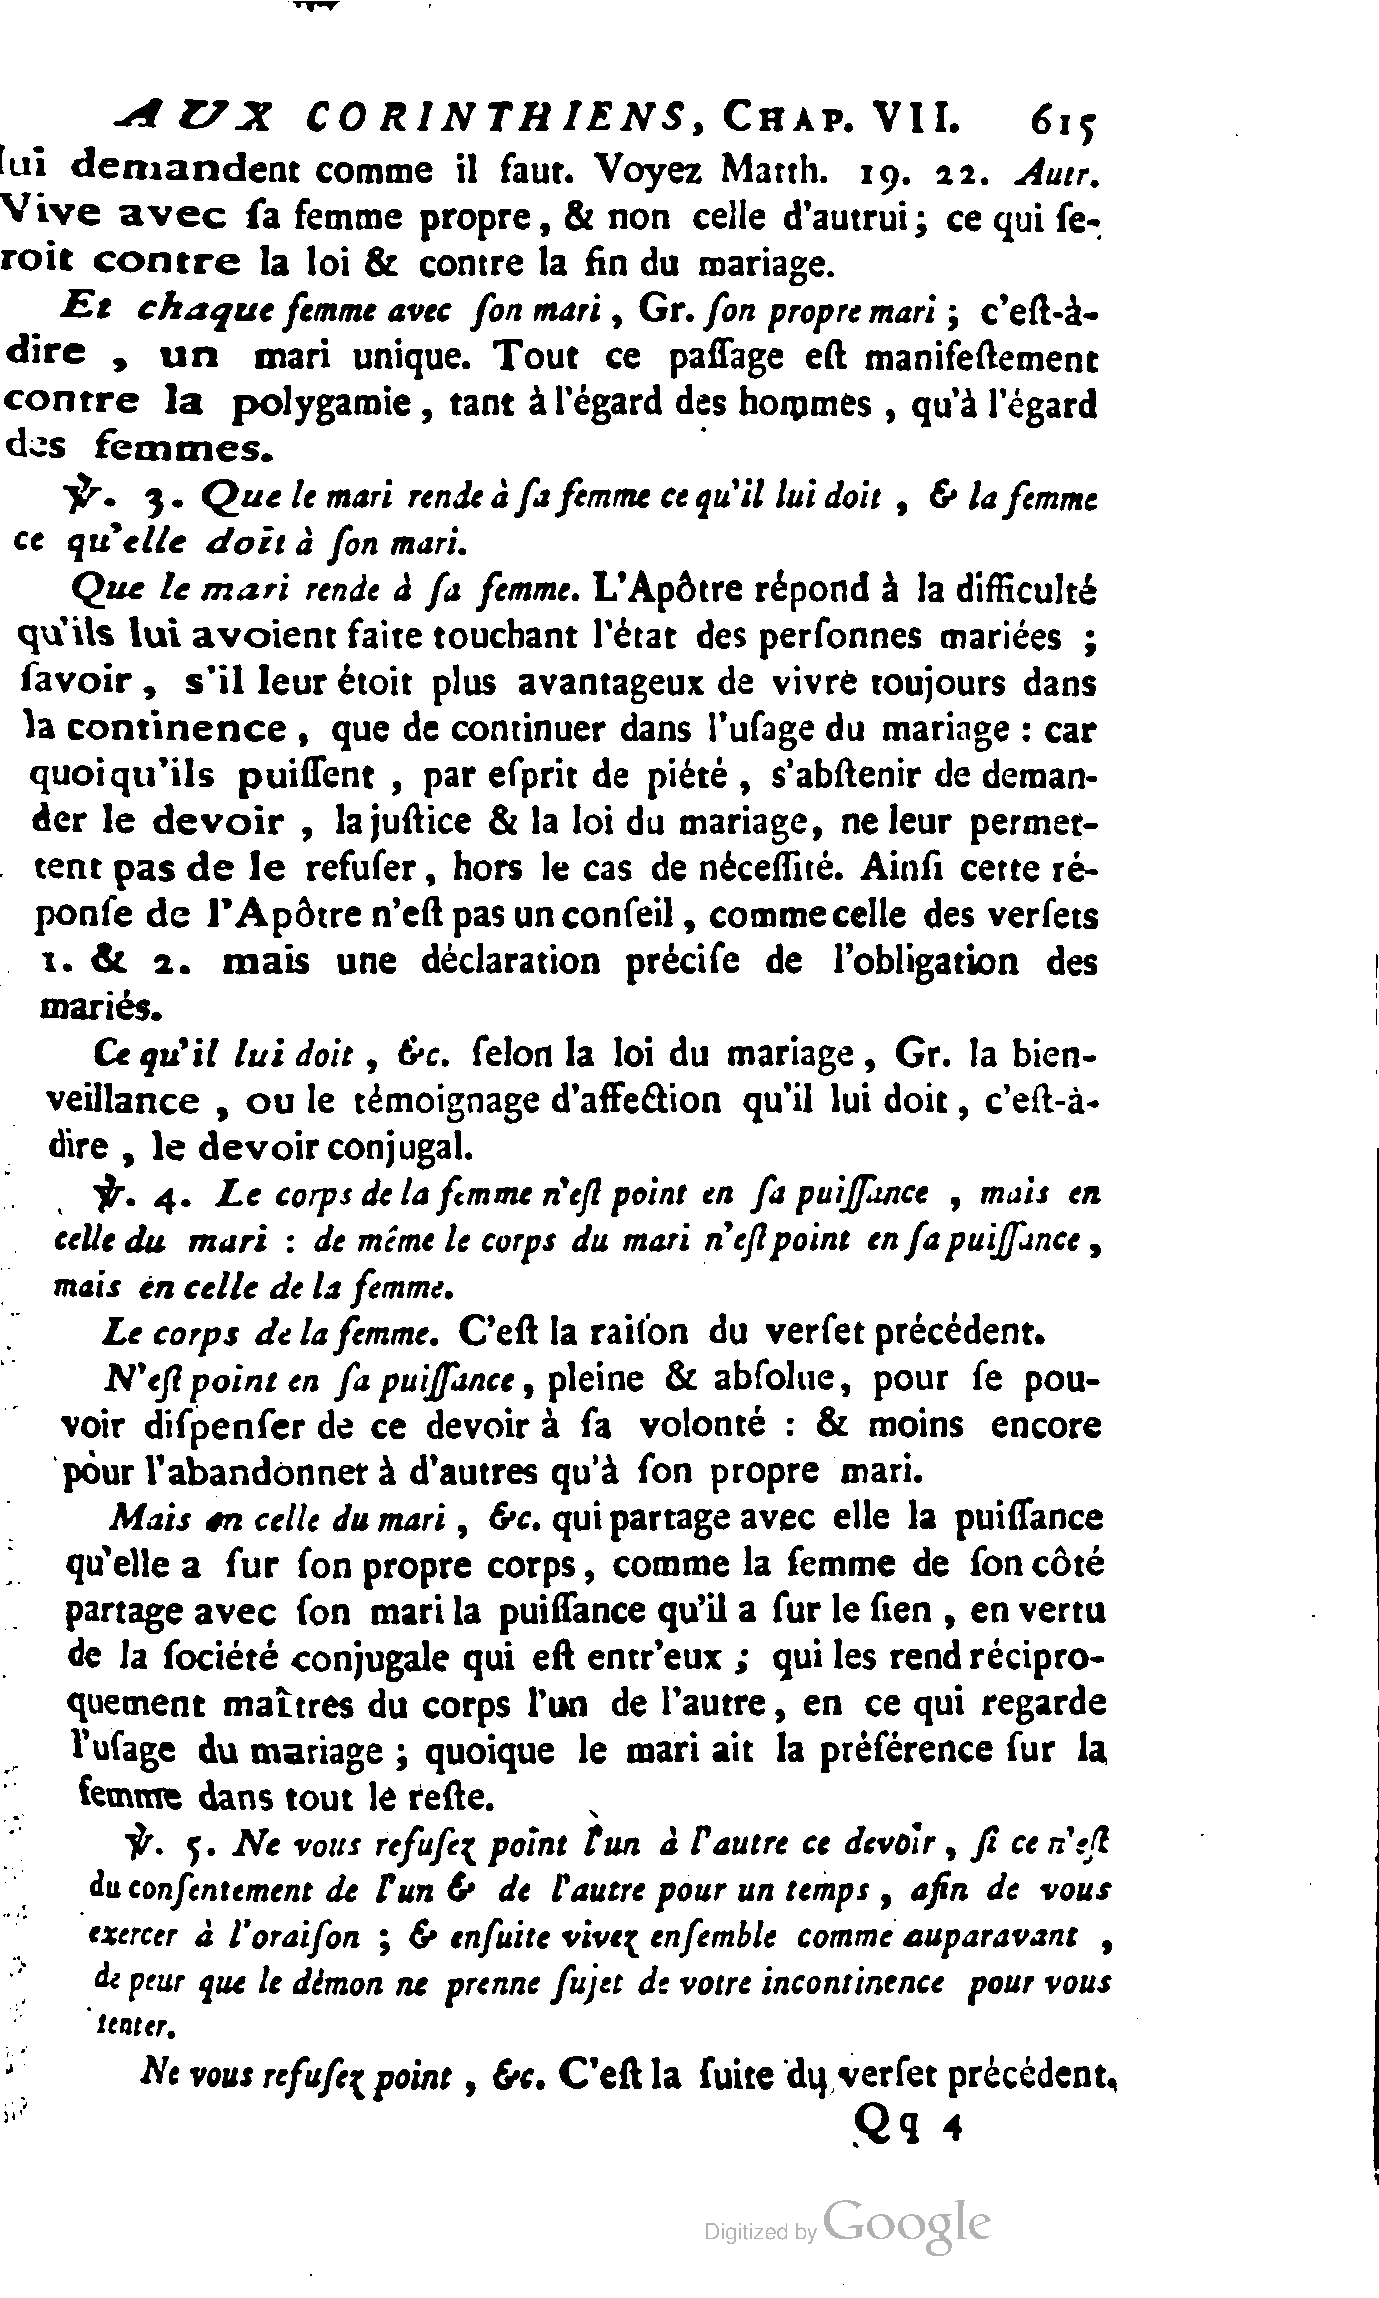 AUX CORINTHIENS, CHAP. VII. 615
lui demandent comme il faut. Voyez Matth. 19. 22. Autr.
Vive avec ſa femme propre, & non celle d'autrui; ce qui ſe-
roit contre la loi & contre la fin du mariage.
Et chaque femme avec ſon mari, Gr. ſon propre mari; c'eſt-à-
dire, un mari unique. Tout ce paſſage eſt manifeſtement
contre la polygamie, tant à l'égard des hommes, qu'à l'égard
des femmes.
℣. 3. Que le mari rende à ſa femme ce qu'il lui doit, & la femme
ce qu'elle doit à ſon mari.
Que le mari rende à ſa femme. L'Apôtre répond à la difficulté
qu'ils lui avoient faite touchant l'état des perſonnes mariées;
ſavoir, s'il leur étoit plus avantageux de vivre toujours dans
la continence, que de continuer dans l'uſage du mariage : car
quoiqu'ils puiſſent, par eſprit de piété, s'abſtenir de deman-
der le devoir, la juſtice & la loi du mariage, ne leur permet-
tent pas de le refuſer, hors le cas de néceſſité. Ainſi cette ré-
ponſe de l'Apôtre n'eſt pas un conſeil, comme celle des verſets
1. & 2. mais une déclaration préciſe de l'obligation des
mariés.
Ce qu'il lui doit, &c. ſelon la loi du mariage, Gr. la bien-
veillance, ou le témoignage d'affection qu'il lui doit, c'eſt-à-
dire, le devoir conjugal.
℣. 4. Le corps de la femme n'eſt point en ſa puiſſance, mais en
celle du mari : de même le corps du mari n'eſt point en ſa puiſſance,
mais en celle de la femme.
Le corps de la femme. C'eſt la raiſon du verſet précédent.
N'eſt point en ſa puiſſance, pleine & abſolue, pour ſe pou-
voir diſpenſer de ce devoir à ſa volonté : & moins encore
pour l'abandonner à d'autres qu'à ſon propre mari.
Mais en celle du mari, &c. qui partage avec elle la puiſſance
qu'elle a ſur ſon propre corps, comme la femme de ſon côté
partage avec ſon mari la puiſſance qu'il a ſur le ſien, en vertu
de la ſociété conjugale qui eſt entr'eux; qui les rend récipro-
quement maîtres du corps l'un de l'autre, en ce qui regarde
l'uſage du mariage; quoique le mari ait la préférence ſur la
femme dans tout le reſte.
℣. 5. Ne vous refuſez point l'un à l'autre ce devoir, ſi ce n'eſt
du conſentement de l'un & de l'autre pour un temps, afin de vous
exercer à l'oraiſon; & enſuite vivez enſemble comme auparavant,
de peur que le démon ne prenne ſujet de votre incontinence pour vous
tenter.
Ne vous refuſez point, &c. C'eſt la ſuite du verſet précédent,
Qq 4
Digitized by Google